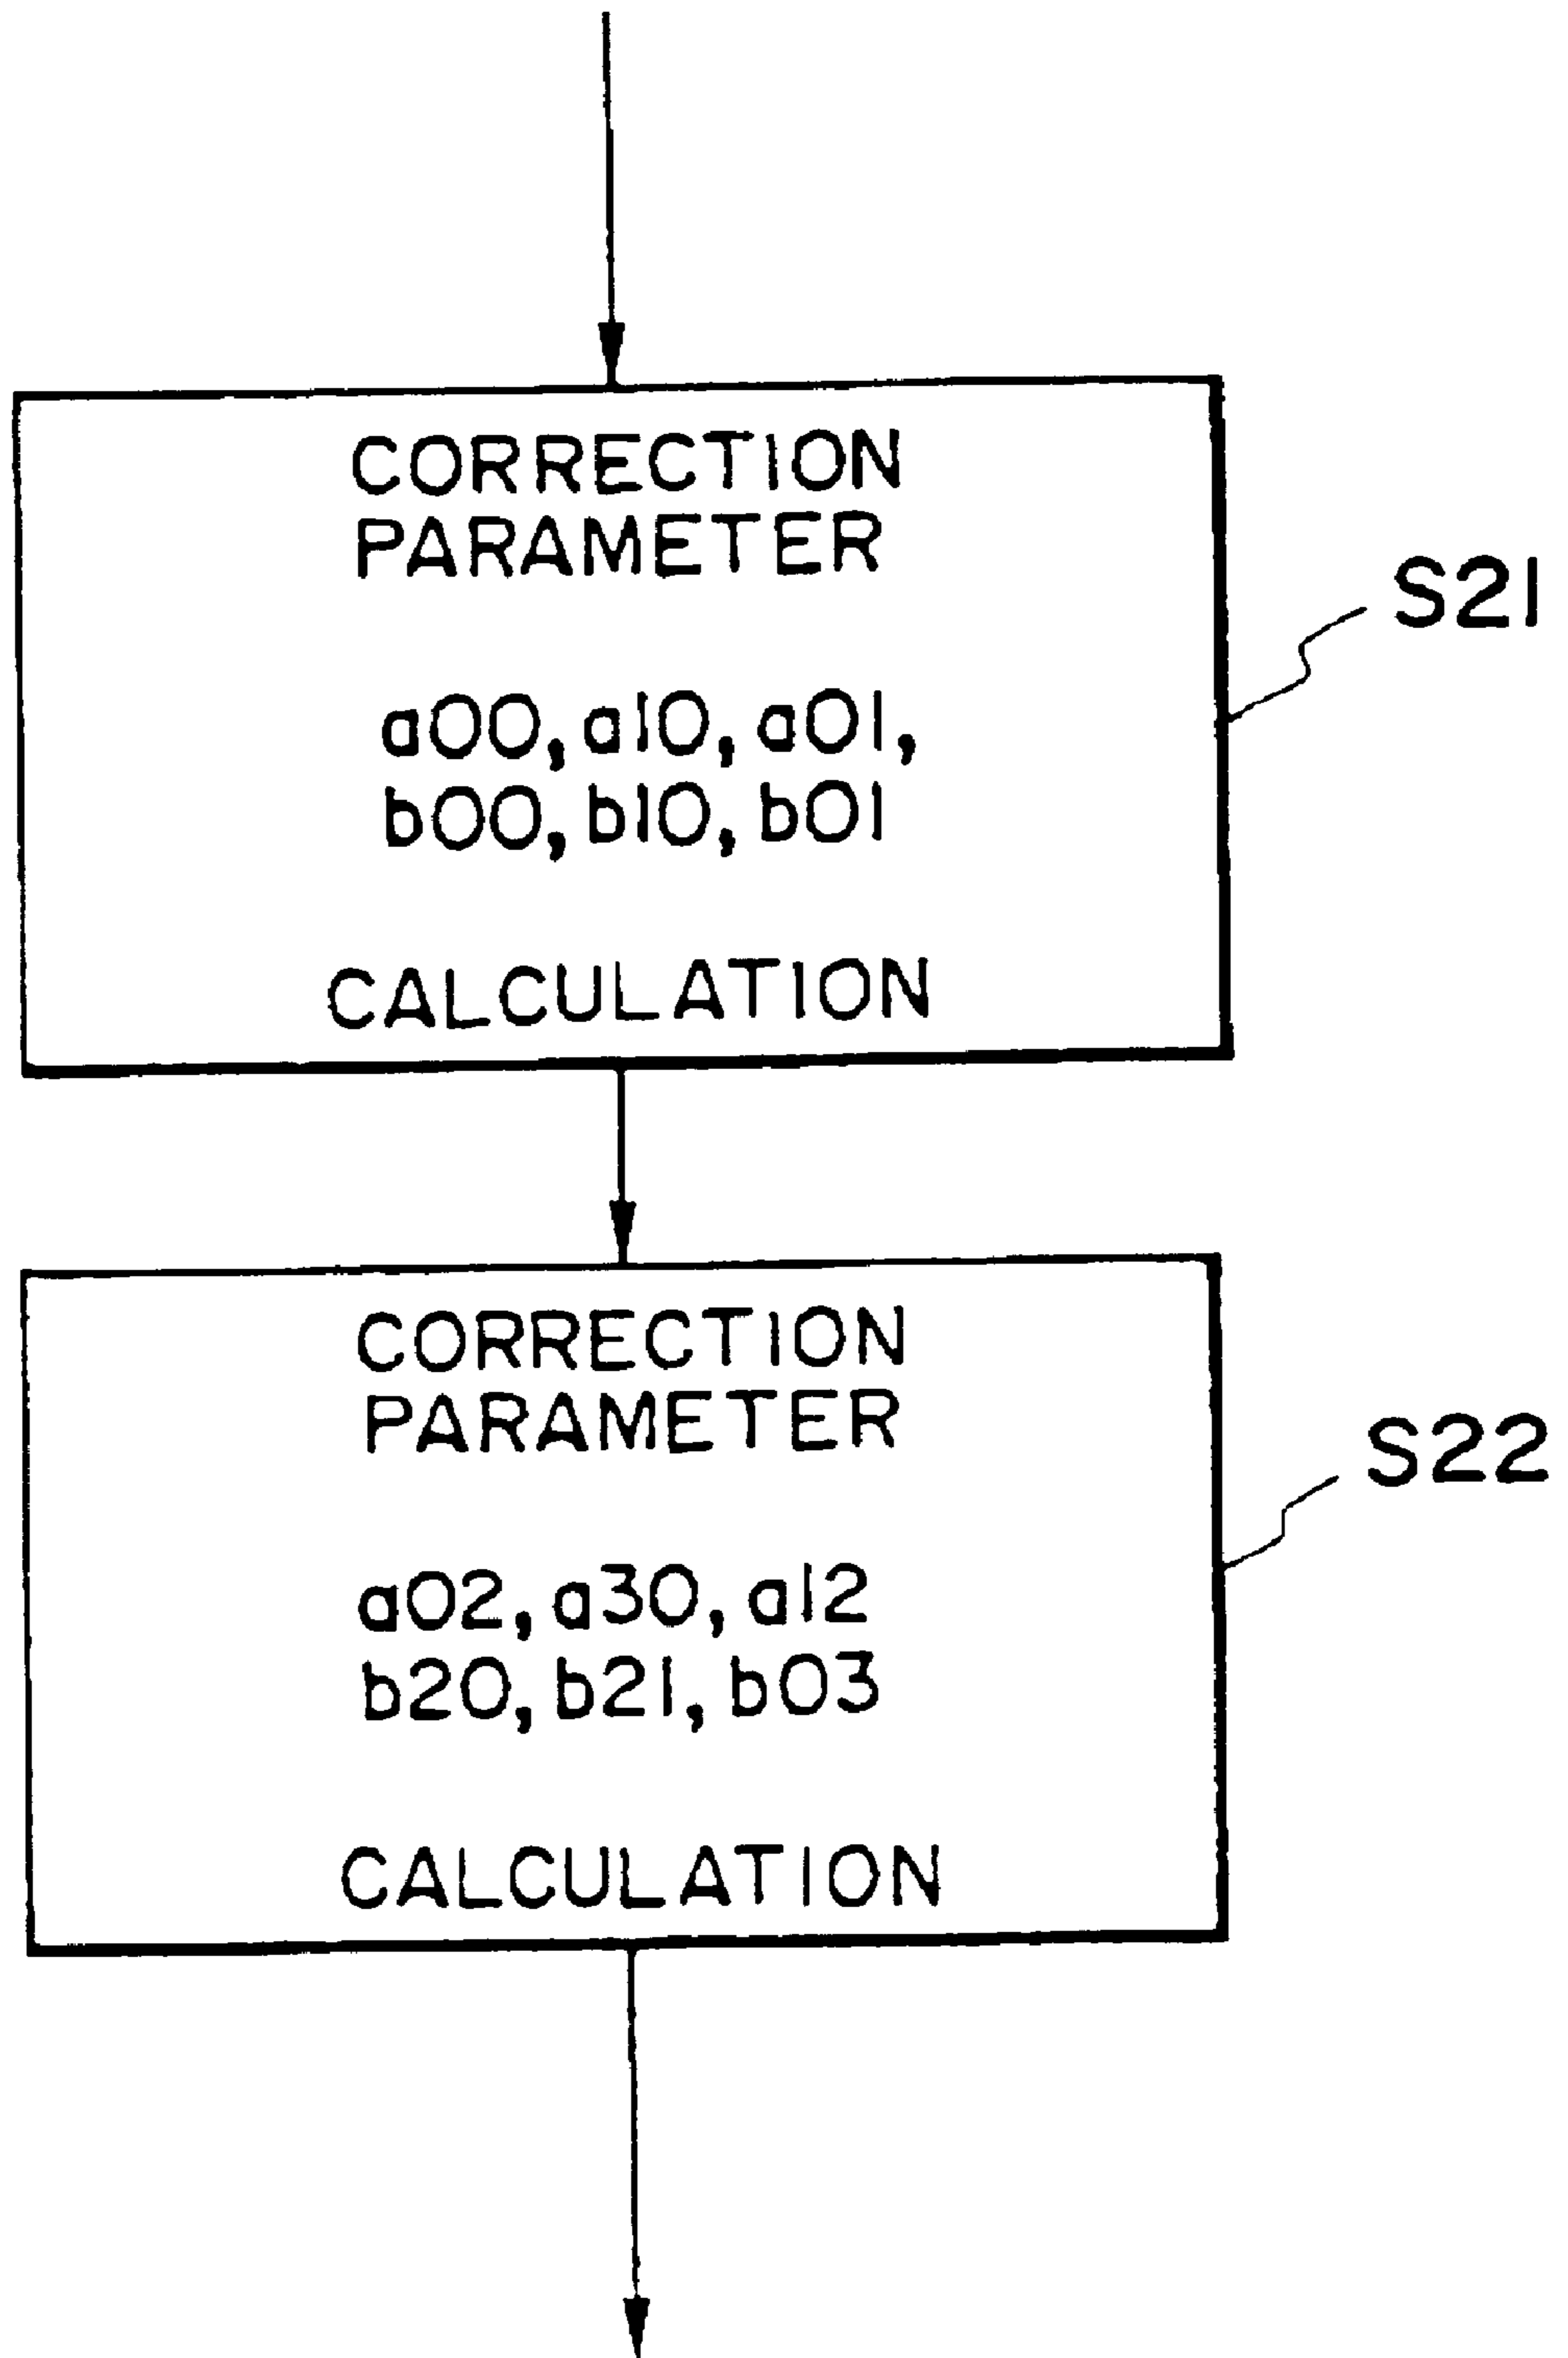 CORRECTION
PARAMETER
a00, a10, a01,
b00, b10, b01
CALCULATION
S21
CORRECTION
PARAMETER
a02, a30, a12
b20, b21, b03
CALCULATION
S22